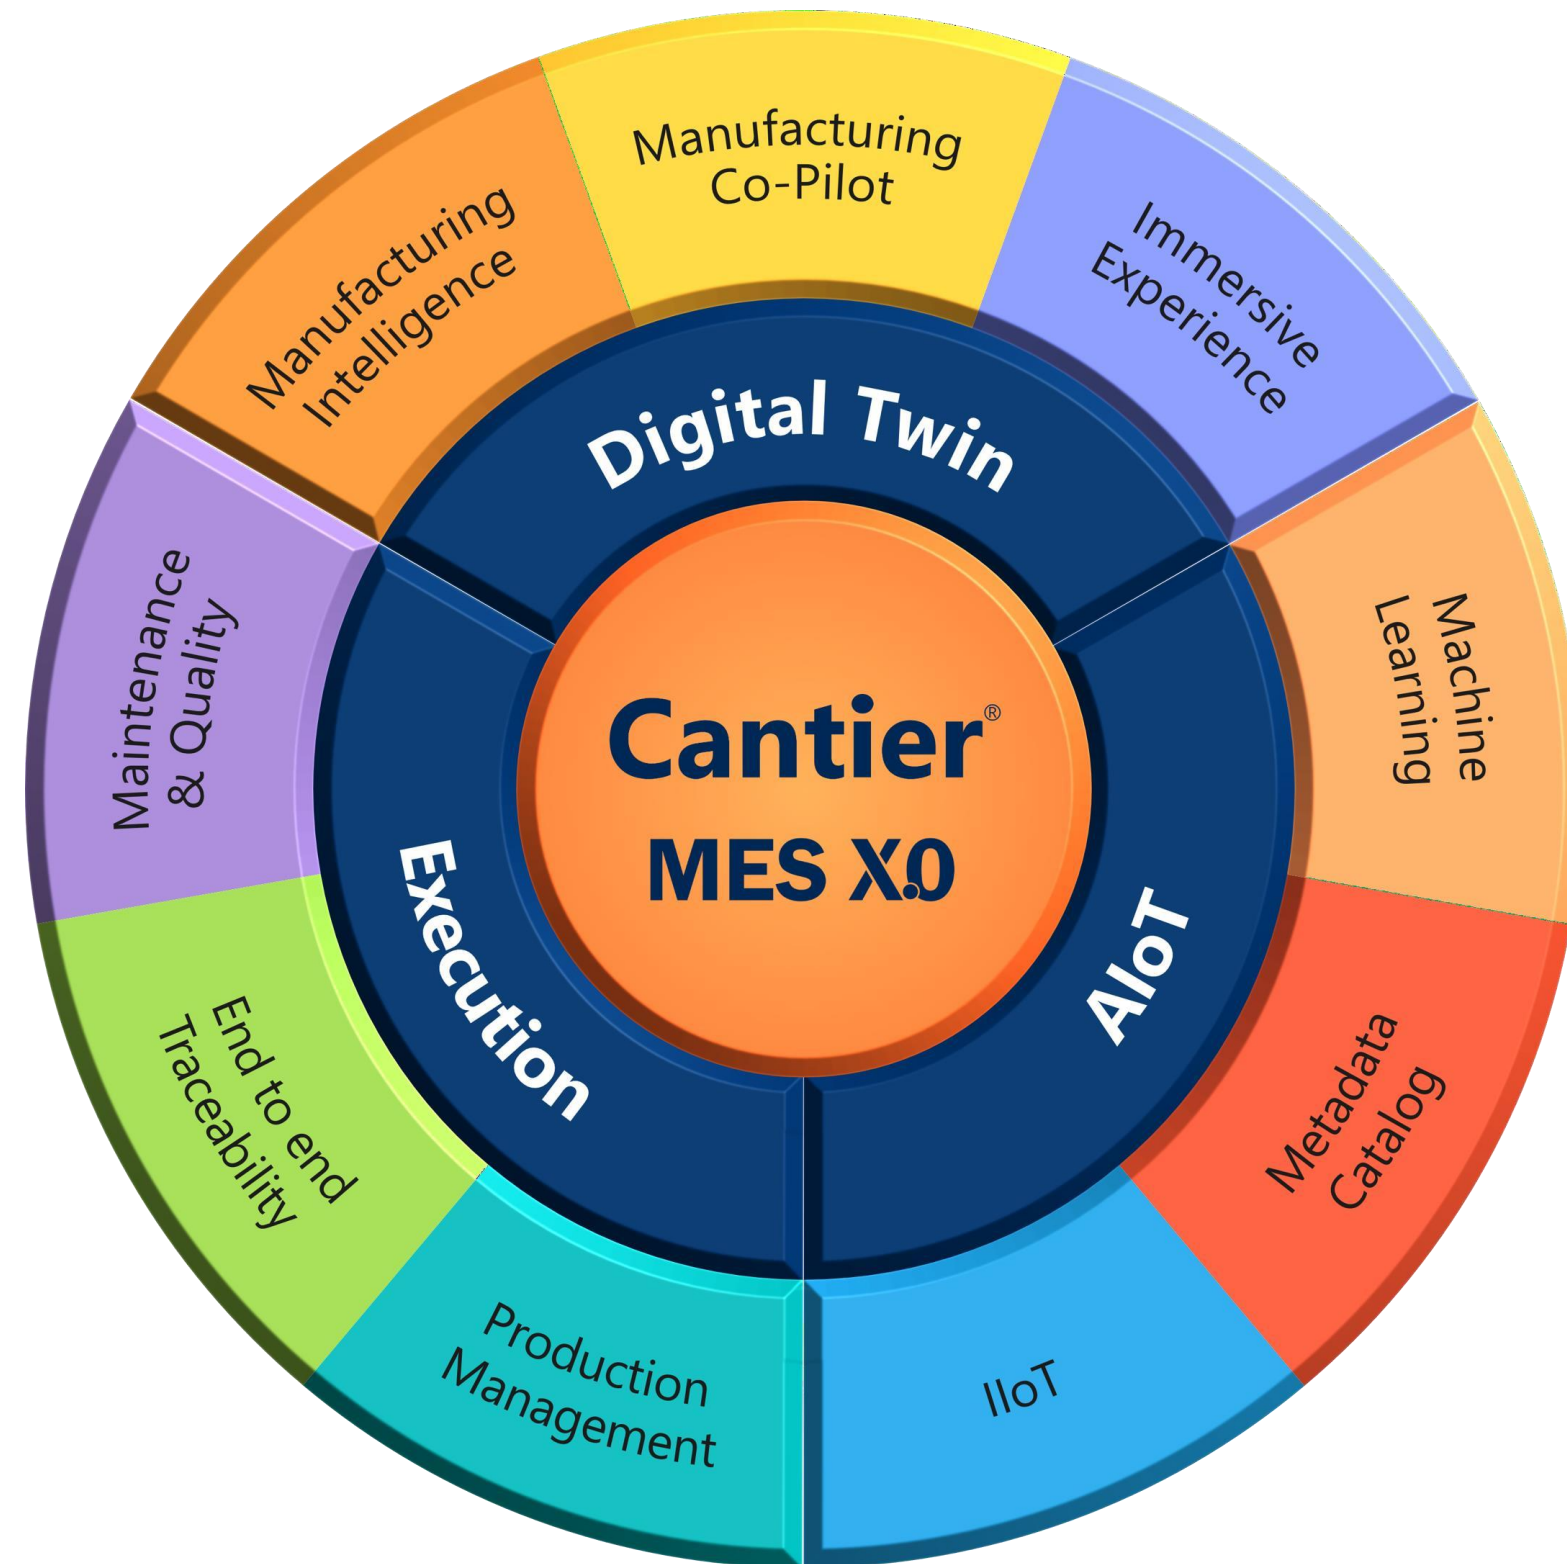 Manufacturing
Co-Pilot
Immersive
Experience
Machine
Learning
Metadata
Catalog
IIoT
Production
Management
End to end
Traceability
Maintenance
& Quality
Manufacturing
Intelligence
Digital Twin
AIoT
Execution
Cantier®
MES X.0